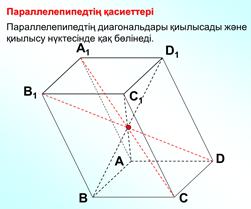 Параллелепипедтің қасиеттері
Параллелепипедтің диагональдары қиылысады және
қиылысу нүктесінде қақ бөлінеді.
A₁
D₁
B₁
C₁
A
D
B
C